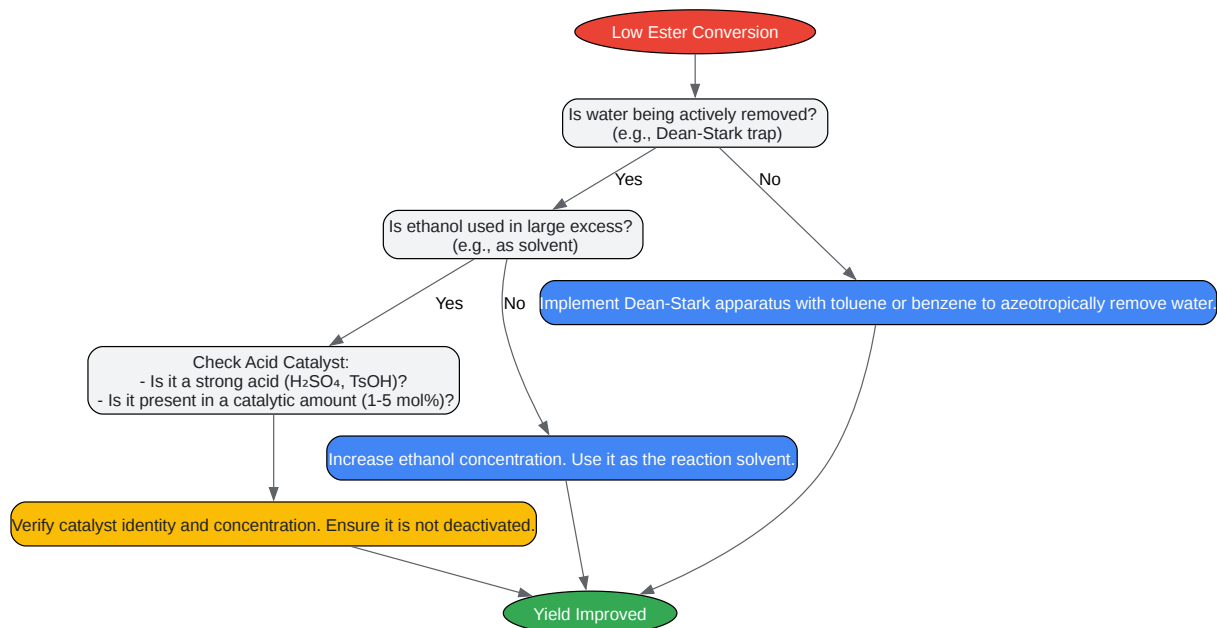 Low Ester Conversion
Is water being actively removed?
(e.g., Dean-Stark trap)
Yes
No
Is ethanol used in large excess?
(e.g., as solvent)
Implement Dean-Stark apparatus with toluene or benzene to azeotropically remove water.
Yes
No
Check Acid Catalyst:
- Is it a strong acid (H₂SO₄, TsOH)?
- Is it present in a catalytic amount (1-5 mol%)?
Increase ethanol concentration. Use it as the reaction solvent.
Verify catalyst identity and concentration. Ensure it is not deactivated.
Yield Improved